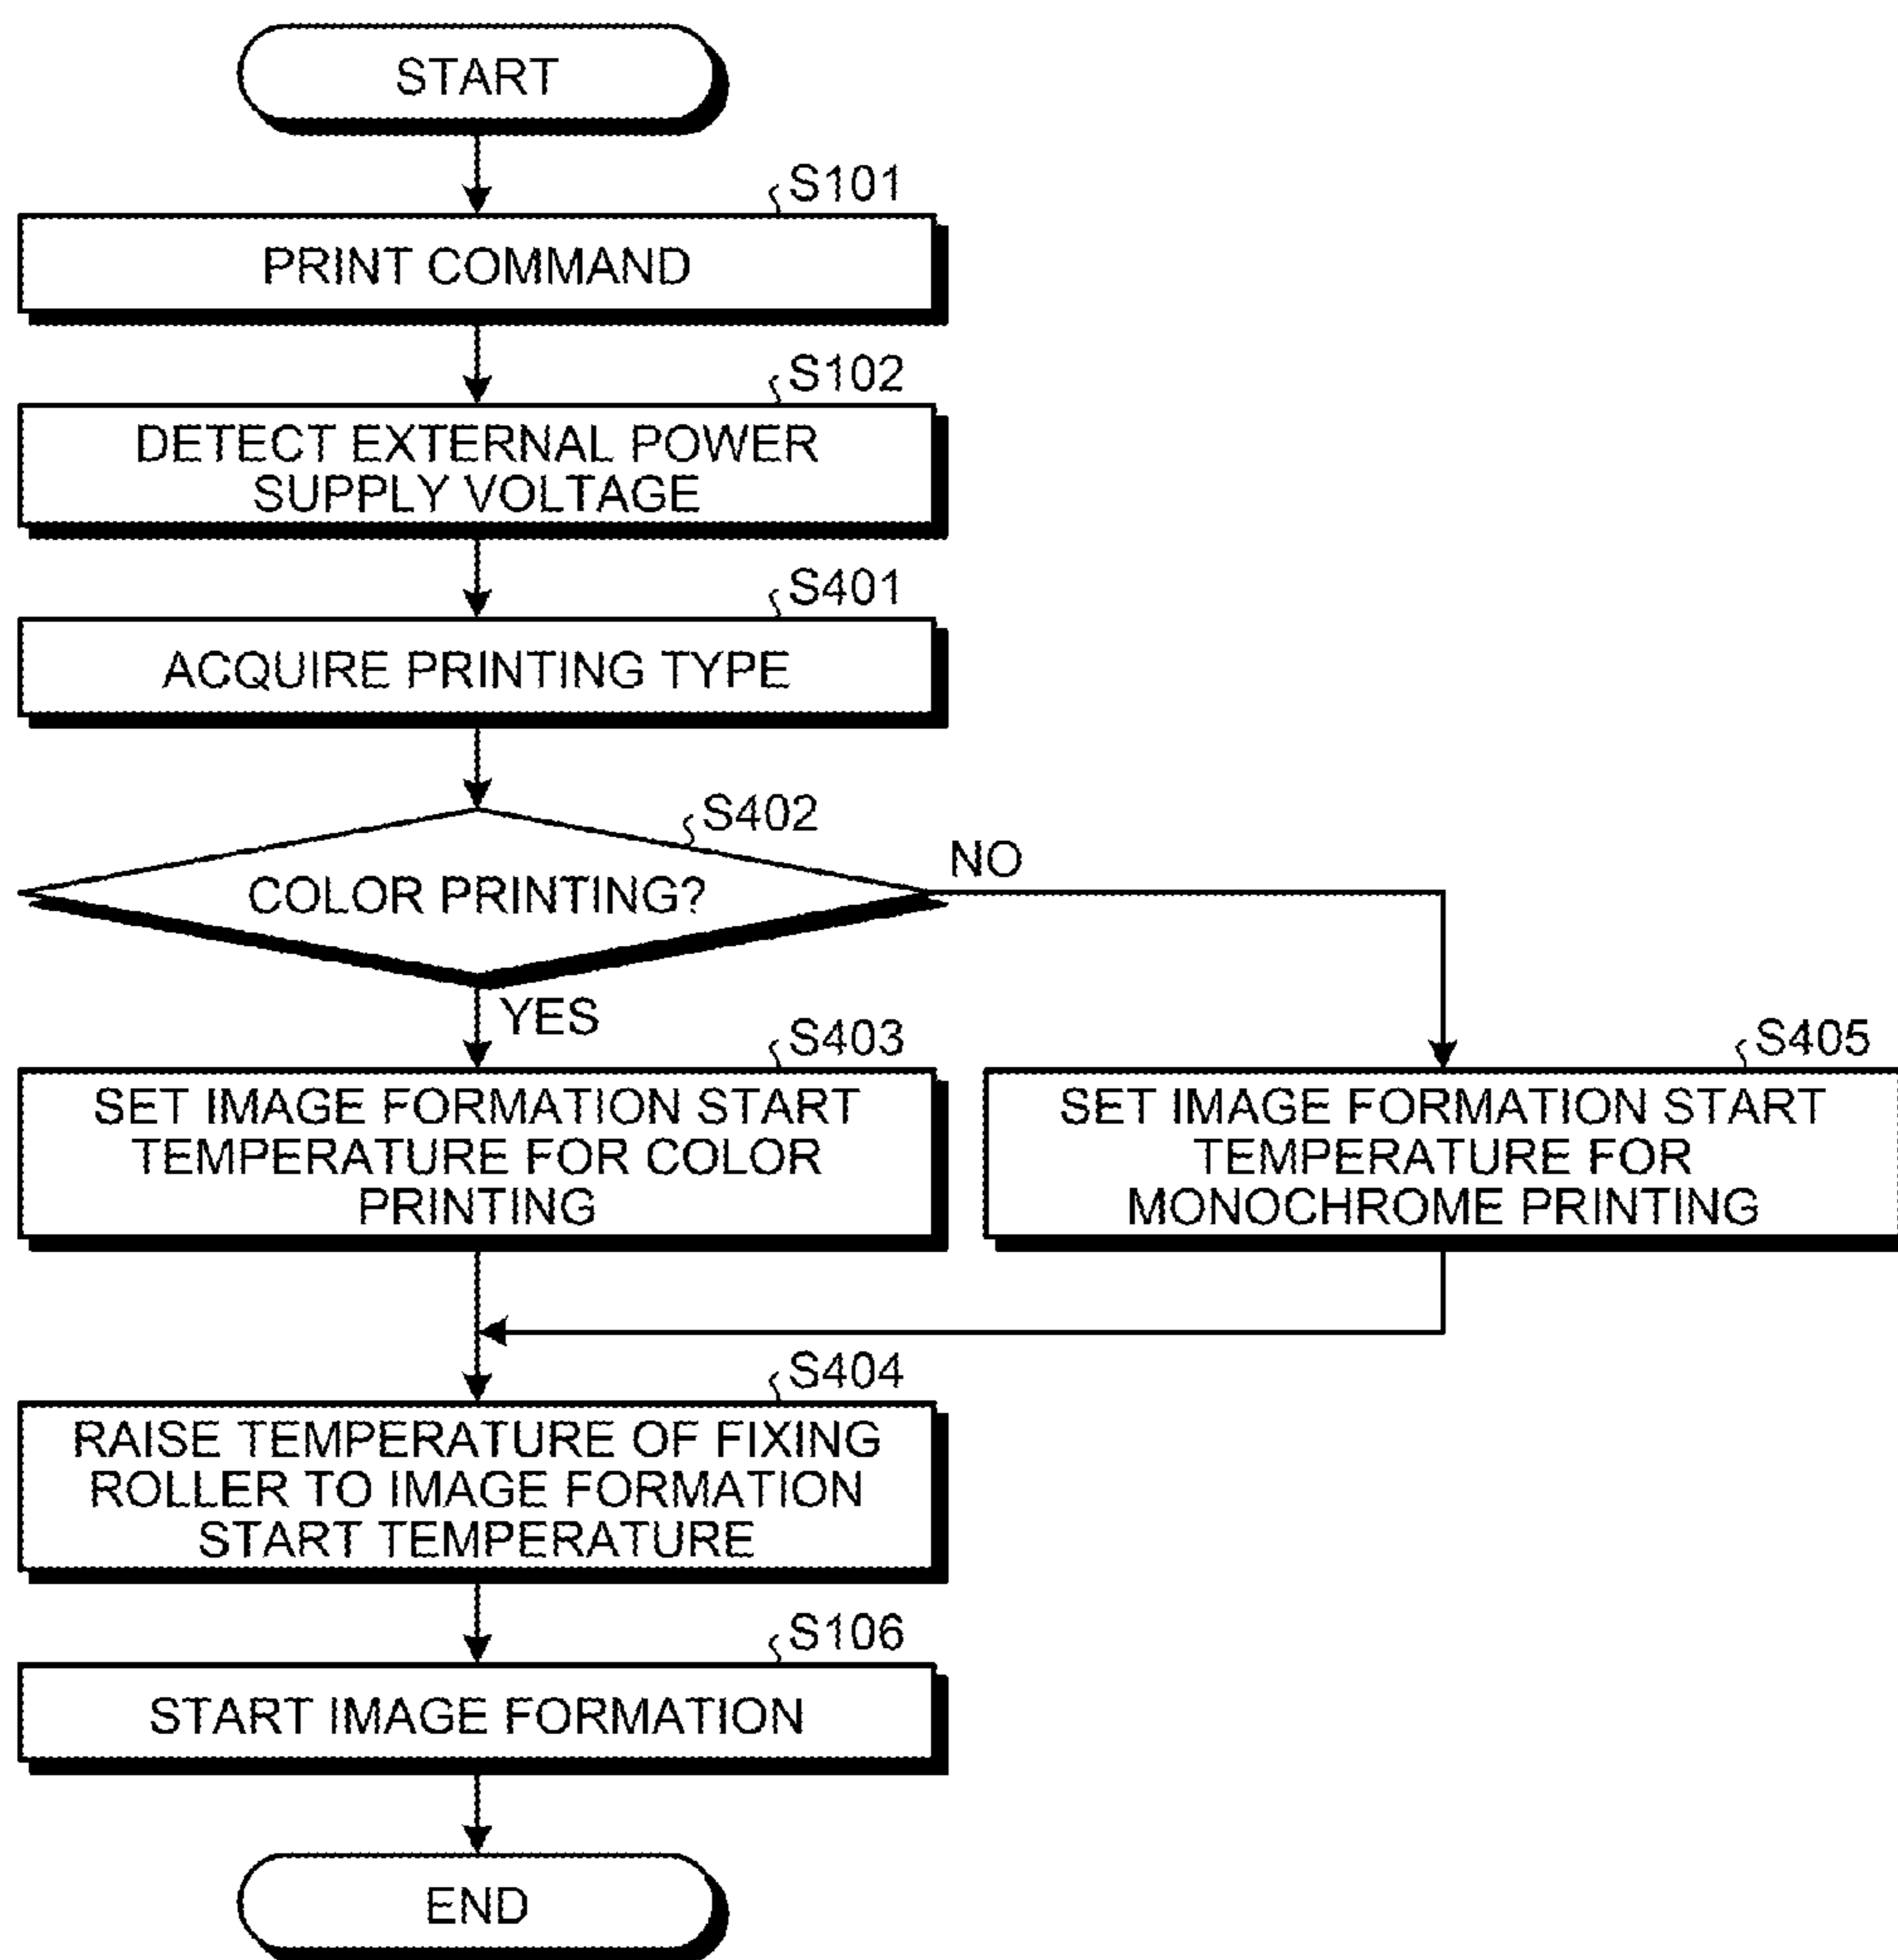 START
S101
PRINT COMMAND
S102
DETECT EXTERNAL POWER
SUPPLY VOLTAGE
S401
ACQUIRE PRINTING TYPE
S402
COLOR PRINTING?
NO
YES
S403
SET IMAGE FORMATION START
TEMPERATURE FOR COLOR
PRINTING
S405
SET IMAGE FORMATION START
TEMPERATURE FOR
MONOCHROME PRINTING
S404
RAISE TEMPERATURE OF FIXING
ROLLER TO IMAGE FORMATION
START TEMPERATURE
S106
START IMAGE FORMATION
END